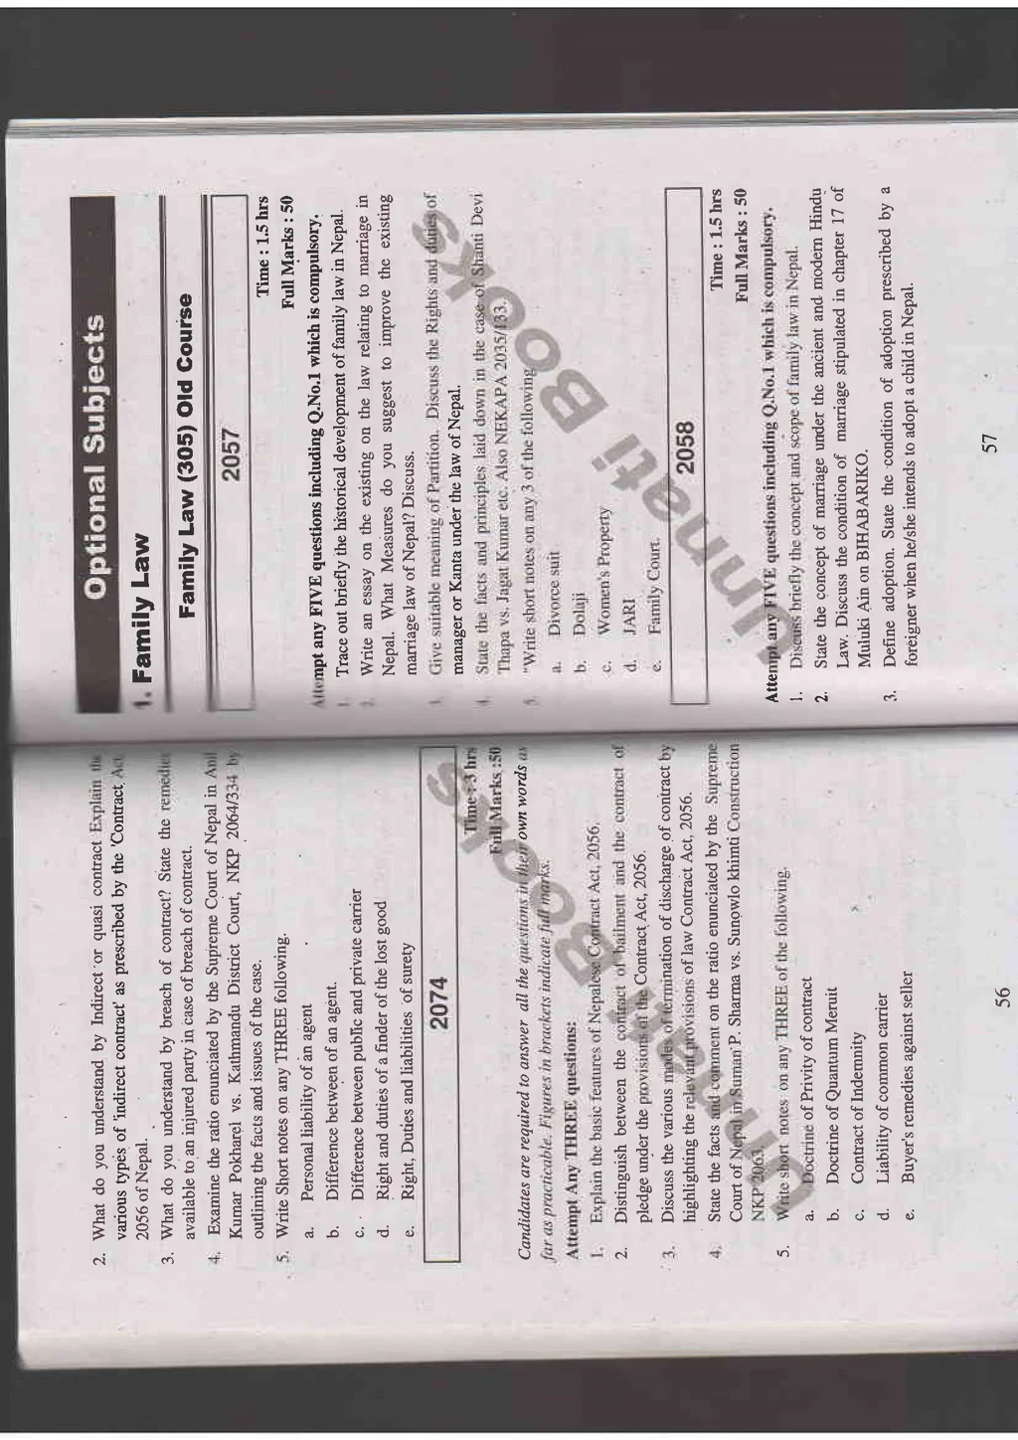 2. What do you understand by Indirect or quasi contract Explain the
various types of 'indirect contract' as prescribed by the 'Contract Act
2056 of Nepal.
3. What do you understand by breach of contract? State the remedies
available to an injured party in case of breach of contract.
4. Examine the ratio enunciated by the Supreme Court of Nepal in Anil
Kumar Pokharel vs. Kathmandu District Court, NKP 2064/334 by
outlining the facts and issues of the case.
5. Write Short notes on any THREE following.
a. Personal liability of an agent
b. Difference between of an agent.
c. Difference between public and private carrier
d. Right and duties of a finder of the lost good
e. Right, Duties and liabilities of surety
2074
Time : 3 hrs
Full Marks :50
Candidates are required to answer all the questions in their own words as
far as practicable. Figures in brackets indicate full marks.
Attempt Any THREE questions:
1. Explain the basic features of Nepalese Contract Act, 2056.
2. Distinguish between the contract of bailment and the contract of
pledge under the provisions of the Contract Act, 2056.
3. Discuss the various modes of termination of discharge of contract by
highlighting the relevant provisions of law Contract Act, 2056.
4. State the facts and comment on the ratio enunciated by the Supreme
Court of Nepal in Suman P. Sharma vs. Sunowlo khimti Construction
NKP 2063.
5. Write short notes on any THREE of the following.
a. Doctrine of Privity of contract
b. Doctrine of Quantum Meruit
c. Contract of Indemnity
d. Liability of common carrier
e. Buyer's remedies against seller
56
Unnati Books
Optional Subjects
1. Family Law
Family Law (305) Old Course
2057
Time : 1.5 hrs
Full Marks : 50
Attempt any FIVE questions including Q.No.1 which is compulsory.
1. Trace out briefly the historical development of family law in Nepal.
2. Write an essay on the existing on the law relating to marriage in
Nepal. What Measures do you suggest to improve the existing
marriage law of Nepal? Discuss.
3. Give suitable meaning of Partition. Discuss the Rights and duties of
manager or Kanta under the law of Nepal.
4. State the facts and principles laid down in the case of Shanti Devi
Thapa vs. Jagat Kumar etc. Also NEKAPA 2035/133.
5. "Write short notes on any 3 of the following
a. Divorce suit
b. Dolaji
c. Women's Property
d. JARI
e. Family Court.
2058
Time : 1.5 hrs
Full Marks : 50
Attempt any FIVE questions including Q.No.1 which is compulsory.
1. Discuss briefly the concept and scope of family law in Nepal.
2. State the concept of marriage under the ancient and modern Hindu
Law. Discuss the condition of marriage stipulated in chapter 17 of
Muluki Ain on BIHABARIKO.
3. Define adoption. State the condition of adoption prescribed by a
foreigner when he/she intends to adopt a child in Nepal.
57
Unnati Books